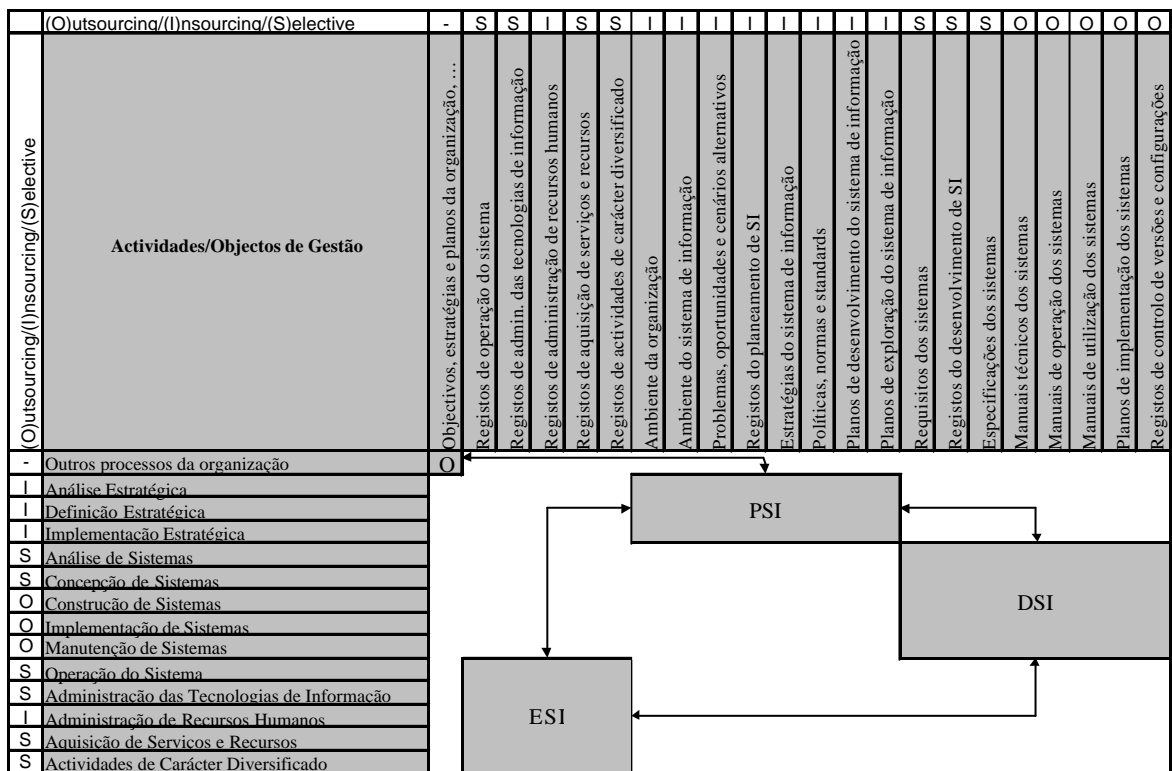 (O)utsourcing/(I)nsourcing/(S)elective - S S I S S I I I I I I I I S S S O O O O O
(O)utsourcing/(I)nsourcing/(S)elective
Actividades/Objectos de Gestão
Objectivos, estratégias e planos da organização, …
Registos de operação do sistema
Registos de admin. das tecnologias de informação
Registos de administração de recursos humanos
Registos de aquisição de serviços e recursos
Registos de actividades de carácter diversificado
Ambiente da organização
Ambiente do sistema de informação
Problemas, oportunidades e cenários alternativos
Registos do planeamento de SI
Estratégias do sistema de informação
Políticas, normas e standards
Planos de desenvolvimento do sistema de informação
Planos de exploração do sistema de informação
Requisitos dos sistemas
Registos do desenvolvimento de SI
Especificações dos sistemas
Manuais técnicos dos sistemas
Manuais de operação dos sistemas
Manuais de utilização dos sistemas
Planos de implementação dos sistemas
Registos de controlo de versões e configurações
- Outros processos da organização O
I Análise Estratégica
I Definição Estratégica
I Implementação Estratégica
S Análise de Sistemas
S Concepção de Sistemas
O Construção de Sistemas
O Implementação de Sistemas
O Manutenção de Sistemas
S Operação do Sistema
S Administração das Tecnologias de Informação
I Administração de Recursos Humanos
S Aquisição de Serviços e Recursos
S Actividades de Carácter Diversificado
PSI
DSI
ESI